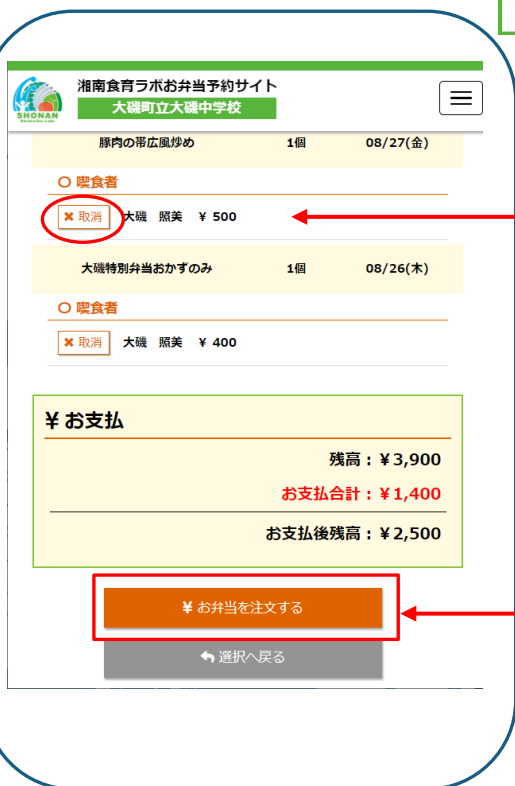 湘南食育ラボお弁当予約サイト
SHONAN
Shokuiku Lab
大磯町立大磯中学校
豚肉の帯広風炒め 1個 08/27(金)
喫食者
✖ 取消 大磯 照美 ¥ 500
大磯特別弁当おかずのみ 1個 08/26(木)
喫食者
✖ 取消 大磯 照美 ¥ 400
¥ お支払
残高：¥3,900
お支払合計：¥1,400
お支払後残高：¥2,500
¥ お弁当を注文する
選択へ戻る